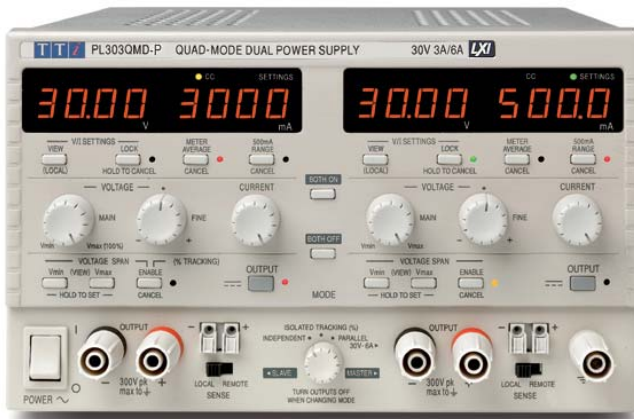 TTi PL303QMD-P QUAD-MODE DUAL POWER SUPPLY 30V 3A/6A LXI
CC SETTINGS
30.00 V 3000 mA
CC SETTINGS
30.00 V 500.0 mA
V/I SETTINGS
VIEW
(LOCAL)
LOCK
HOLD TO CANCEL
METER
AVERAGE
CANCEL
500mA
RANGE
CANCEL
VOLTAGE
MAIN
Vmin Vmax(100%)
FINE
- +
CURRENT
VOLTAGE SPAN
Vmin (VIEW) Vmax
HOLD TO SET
(% TRACKING)
ENABLE
CANCEL
OUTPUT
BOTH ON
BOTH OFF
MODE
V/I SETTINGS
VIEW
(LOCAL)
LOCK
HOLD TO CANCEL
METER
AVERAGE
CANCEL
500mA
RANGE
CANCEL
VOLTAGE
MAIN
Vmin Vmax
FINE
- +
CURRENT
VOLTAGE SPAN
Vmin (VIEW) Vmax
HOLD TO SET
ENABLE
CANCEL
OUTPUT
I
O
POWER
OUTPUT
- +
300V pk
max to
- +
LOCAL REMOTE
SENSE
ISOLATED TRACKING (%)
INDEPENDENT PARALLEL
30V- 6A
SLAVE MASTER
TURN OUTPUTS OFF
WHEN CHANGING MODE
OUTPUT
- +
300V pk
max to
- +
LOCAL REMOTE
SENSE